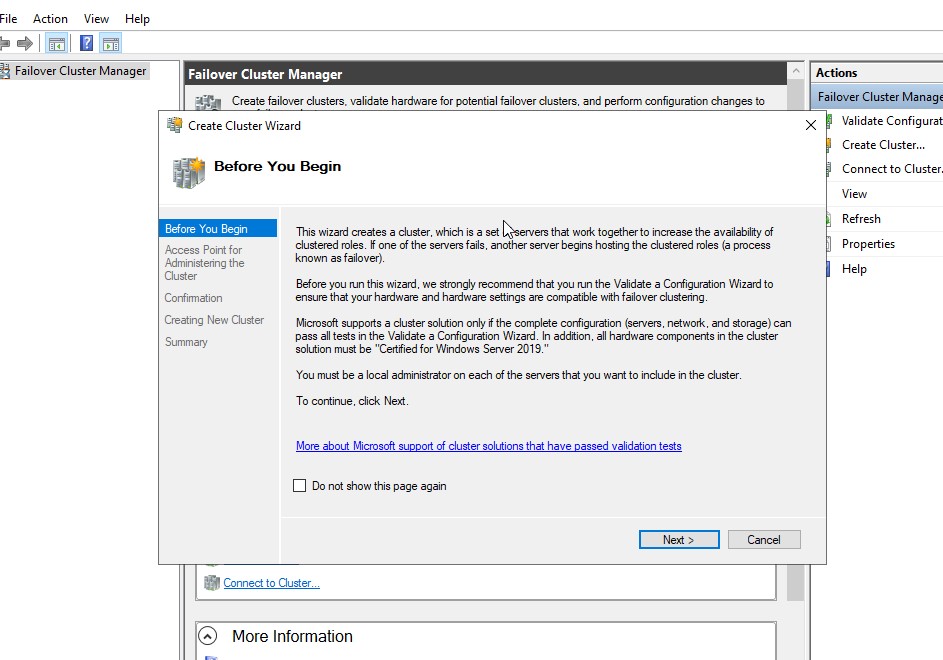 File Action View Help
Failover Cluster Manager
Failover Cluster Manager
Create failover clusters, validate hardware for potential failover clusters, and perform configuration changes to
Create Cluster Wizard
Before You Begin
Before You Begin
Access Point for
Administering the
Cluster
Confirmation
Creating New Cluster
Summary
This wizard creates a cluster, which is a set servers that work together to increase the availability of
clustered roles. If one of the servers fails, another server begins hosting the clustered roles (a process
known as failover).
Before you run this wizard, we strongly recommend that you run the Validate a Configuration Wizard to
ensure that your hardware and hardware settings are compatible with failover clustering.
Microsoft supports a cluster solution only if the complete configuration (servers, network, and storage) can
pass all tests in the Validate a Configuration Wizard. In addition, all hardware components in the cluster
solution must be "Certified for Windows Server 2019."
You must be a local administrator on each of the servers that you want to include in the cluster.
To continue, click Next.
More about Microsoft support of cluster solutions that have passed validation tests
Do not show this page again
Next >
Cancel
Connect to Cluster...
More Information
Actions
Failover Cluster Manage
Validate Configurat
Create Cluster...
Connect to Cluster.
View
Refresh
Properties
Help